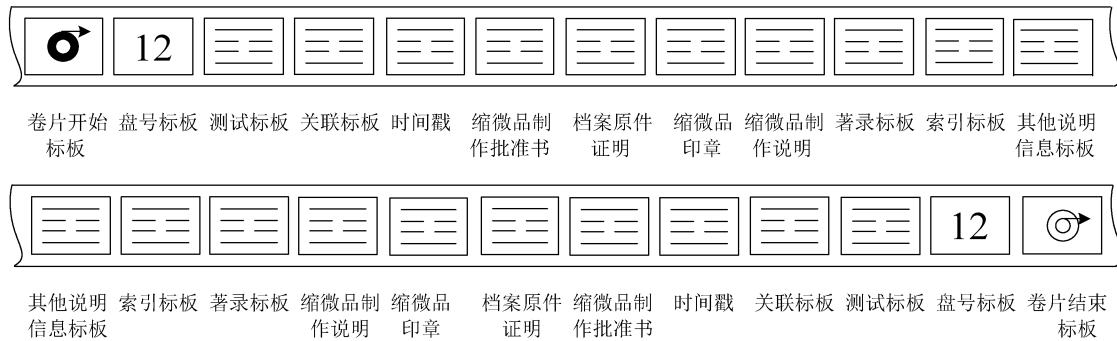 12
卷片开始 盘号标板 测试标板 关联标板 时间戳 缩微品制 档案原件 缩微品 缩微品制 著录标板 索引标板 其他说明
标板 作批准书 证明 印章 作说明 信息标板
12
其他说明 索引标板 著录标板 缩微品制 缩微品 档案原件 缩微品制 时间戳 关联标板 测试标板 盘号标板 卷片结束
信息标板 作说明 印章 证明 作批准书 标板